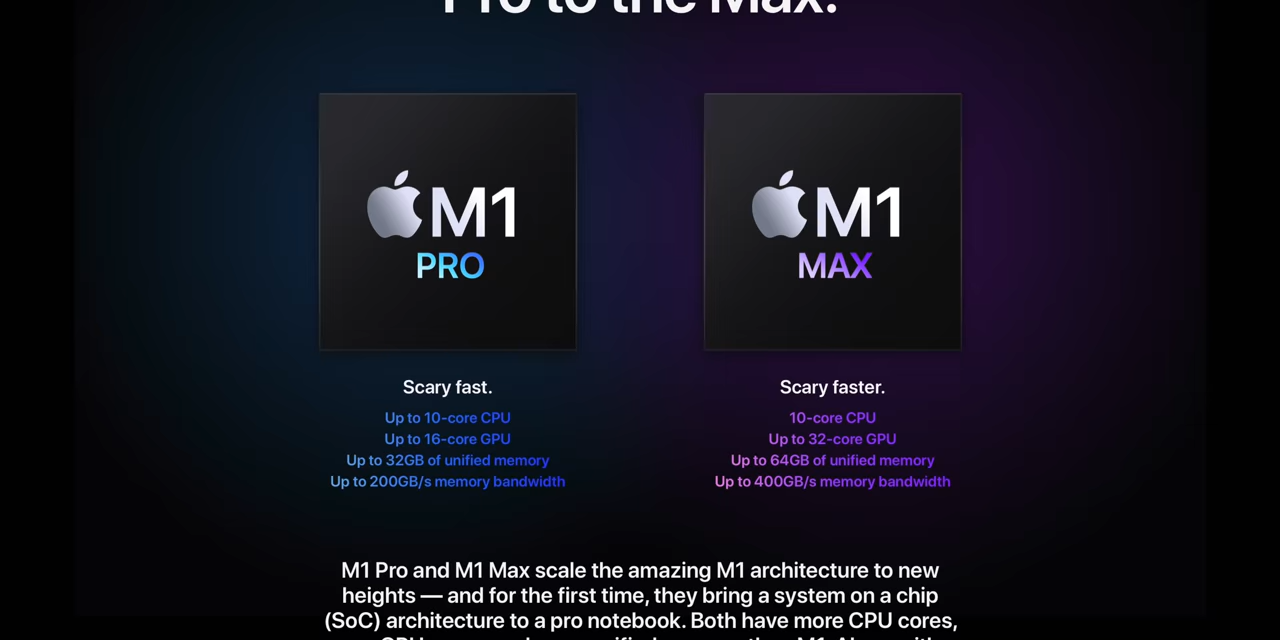 Pro to the Max.
M1
PRO
M1
MAX
Scary fast.
Up to 10-core CPU
Up to 16-core GPU
Up to 32GB of unified memory
Up to 200GB/s memory bandwidth
Scary faster.
10-core CPU
Up to 32-core GPU
Up to 64GB of unified memory
Up to 400GB/s memory bandwidth
M1 Pro and M1 Max scale the amazing M1 architecture to new
heights — and for the first time, they bring a system on a chip
(SoC) architecture to a pro notebook. Both have more CPU cores,